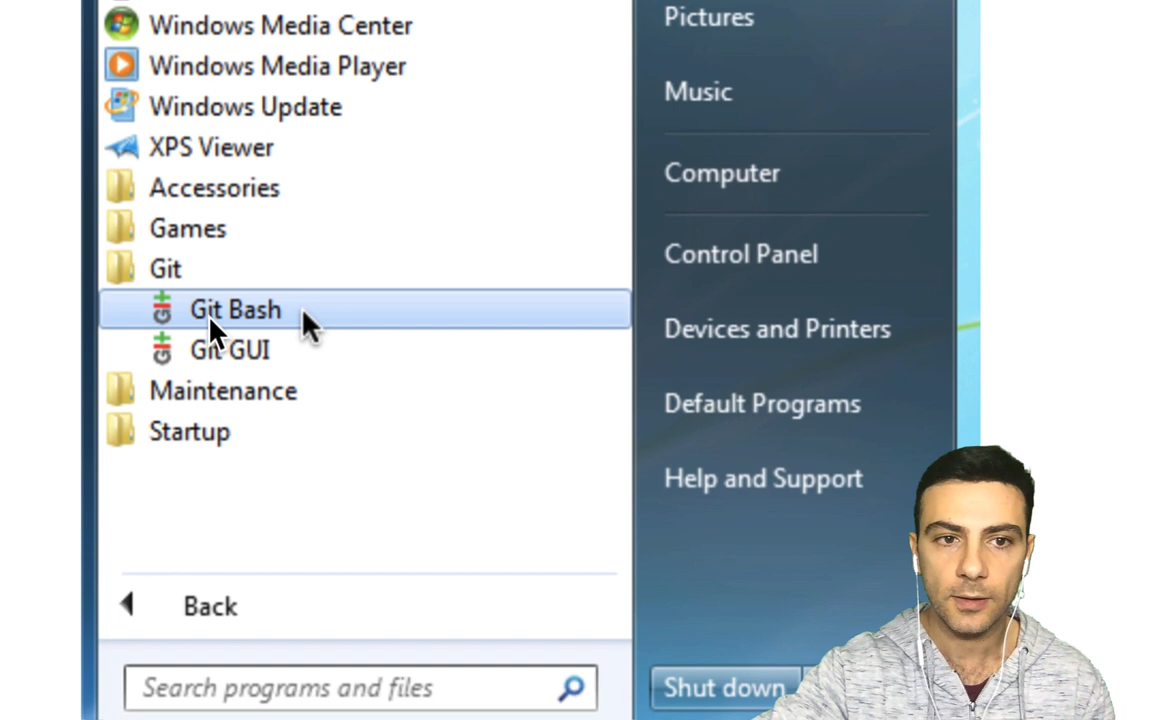 Windows Media Center
Windows Media Player
Windows Update
XPS Viewer
Accessories
Games
Git
Git Bash
Git GUI
Maintenance
Startup
Back
Search programs and files
Pictures
Music
Computer
Control Panel
Devices and Printers
Default Programs
Help and Support
Shut down